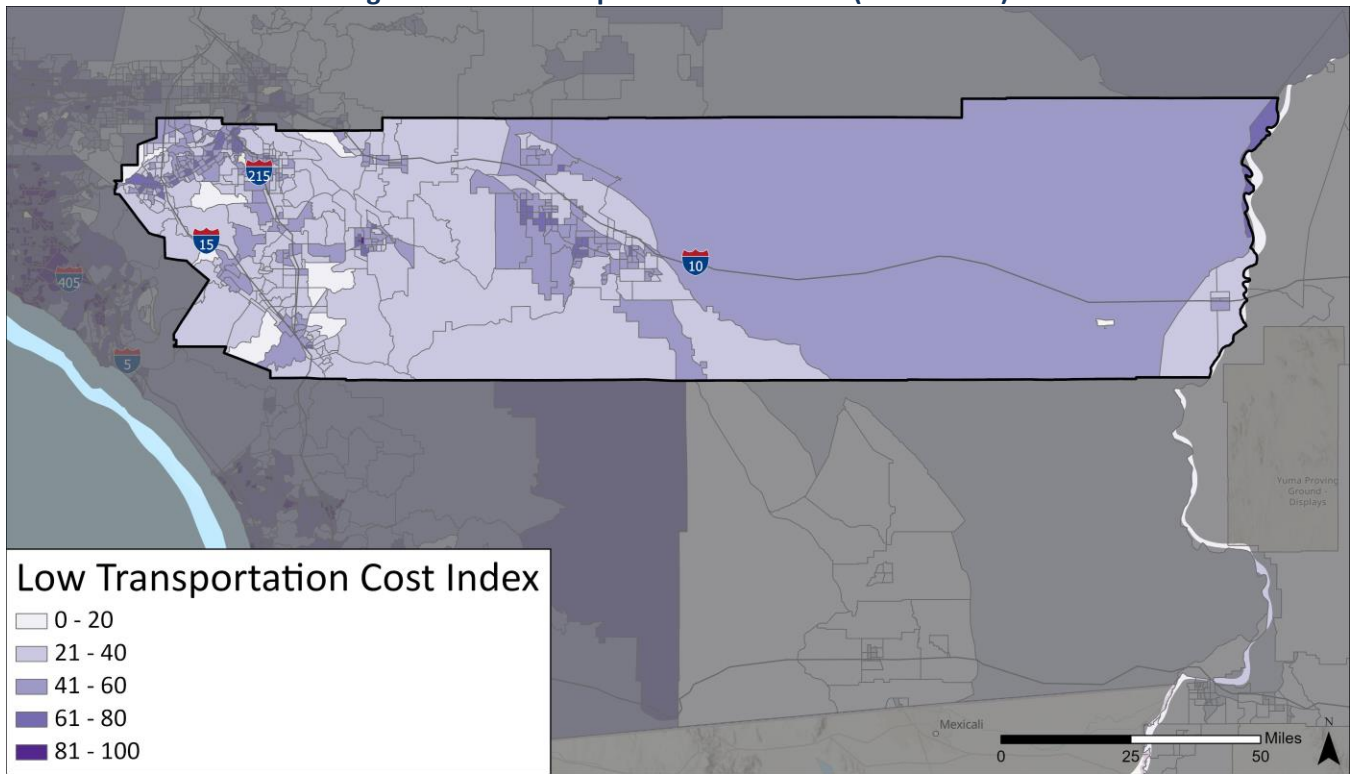 215
15
10
405
5
Yuma Proving
Ground -
Displays
Low Transportation Cost Index
0 - 20
21 - 40
41 - 60
61 - 80
81 - 100
Mexicali
N
Miles
0
25
50